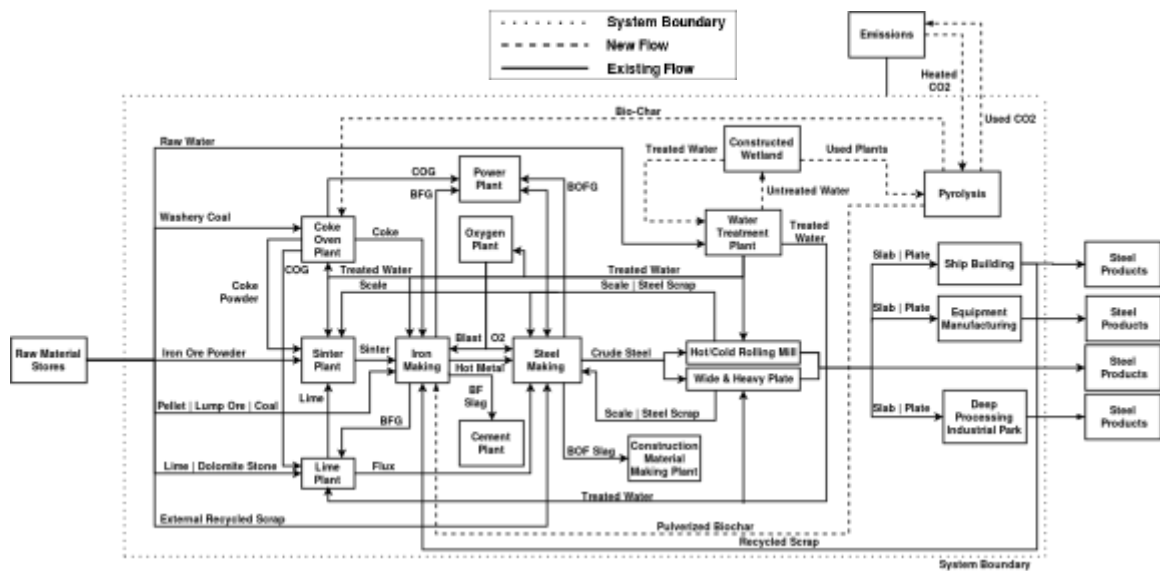 System Boundary
New Flow
Existing Flow
Emissions
Heated
CO2
Used CO2
Bio-Char
Raw Water
Treated Water
Constructed
Wetland
Used Plants
Untreated Water
Pyrolysis
COG
BFG
Power
Plant
BOFG
Washery Coal
Coke
Oven
Plant
Coke
Oxygen
Plant
Water
Treatment
Plant
Treated
Water
COG
Treated Water
Treated Water
Coke
Powder
Scale
Scale | Steel Scrap
Slab | Plate
Ship Building
Steel
Products
Slab | Plate
Equipment
Manufacturing
Steel
Products
Raw Material
Stores
Iron Ore Powder
Sinter
Plant
Sinter
Iron
Making
Blast
O2
Hot Metal
Steel
Making
Crude Steel
Hot/Cold Rolling Mill
Wide & Heavy Plate
Steel
Products
Lime
BF
Slag
Pellet | Lump Ore | Coal
BFG
Scale | Steel Scrap
Slab | Plate
Deep
Processing
Industrial Park
Steel
Products
Cement
Plant
BOF Slag
Construction
Material
Making Plant
Lime | Dolomite Stone
Lime
Plant
Flux
Treated Water
External Recycled Scrap
Pulverized Biochar
Recycled Scrap
System Boundary